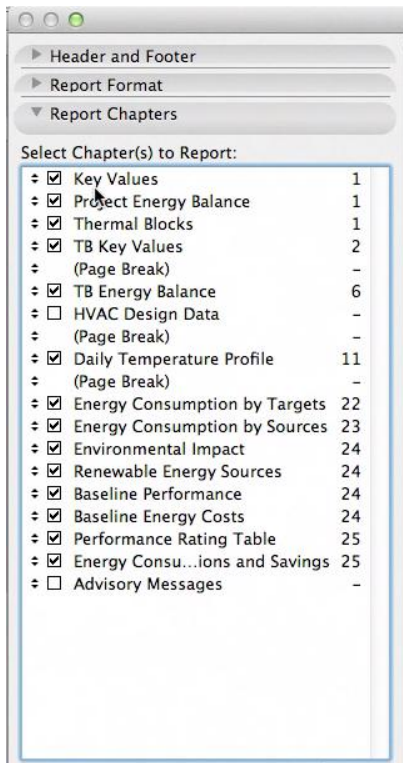 Header and Footer
Report Format
Report Chapters
Select Chapter(s) to Report:
Key Values 1
Project Energy Balance 1
Thermal Blocks 1
TB Key Values 2
(Page Break) –
TB Energy Balance 6
HVAC Design Data –
(Page Break) –
Daily Temperature Profile 11
(Page Break) –
Energy Consumption by Targets 22
Energy Consumption by Sources 23
Environmental Impact 24
Renewable Energy Sources 24
Baseline Performance 24
Baseline Energy Costs 24
Performance Rating Table 25
Energy Consu...ions and Savings 25
Advisory Messages –